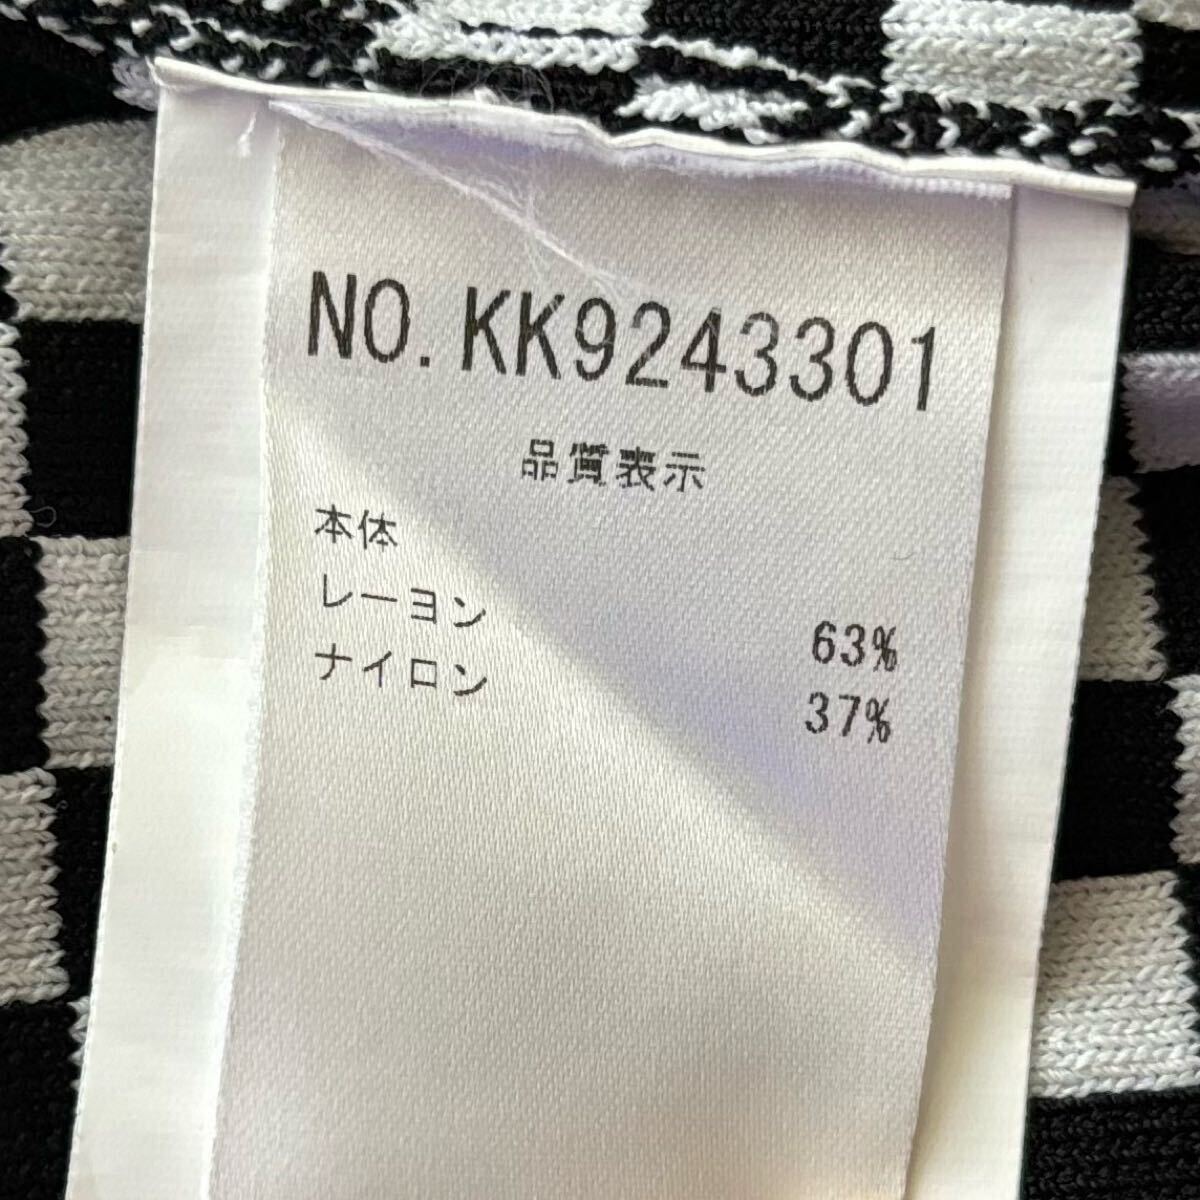 NO.KK9243301
品質表示
本体
レーヨン 63%
ナイロン 37%